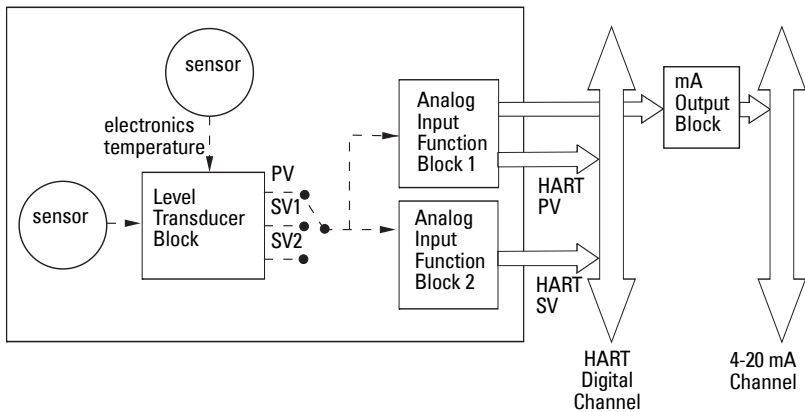 sensor
electronics
temperature
sensor
Level
Transducer
Block
PV
SV1
SV2
Analog
Input
Function
Block 1
Analog
Input
Function
Block 2
HART
PV
HART
SV
mA
Output
Block
HART
Digital
Channel
4-20 mA
Channel